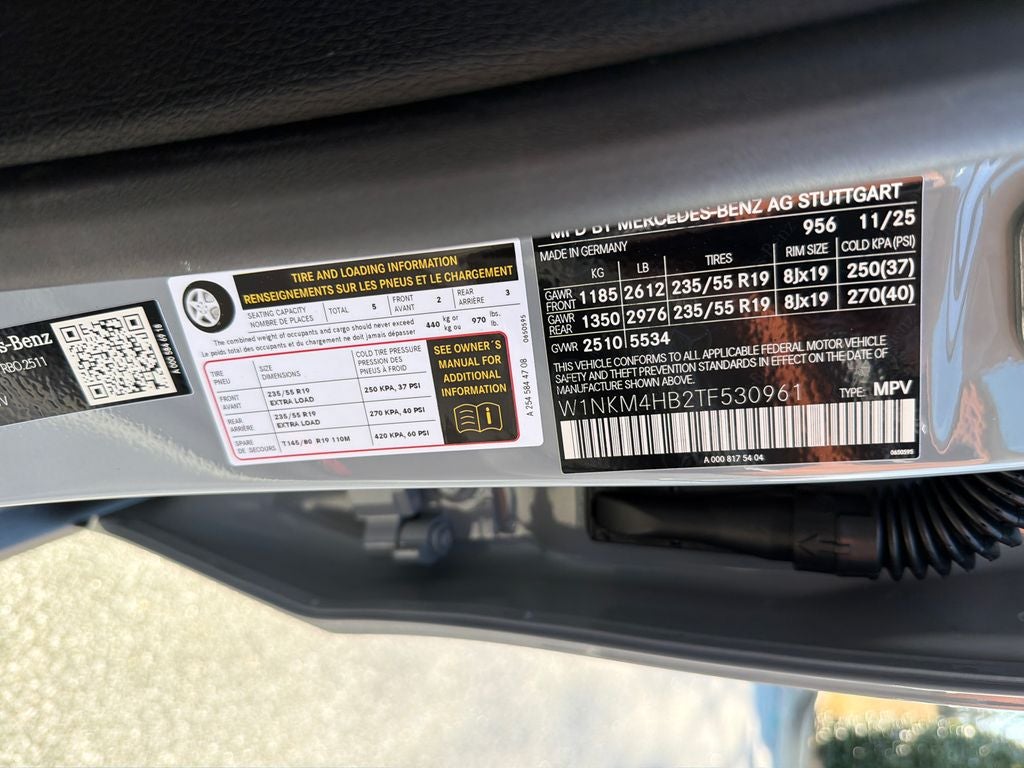 s-Benz
RBO2511
V
A 000 586 69 18
TIRE AND LOADING INFORMATION
RENSEIGNEMENTS SUR LES PNEUS ET LE CHARGEMENT
SEATING CAPACITY
NOMBRE DE PLACES
TOTAL 5
FRONT
AVANT 2
REAR
ARRIÈRE 3
The combined weight of occupants and cargo should never exceed
Le poids total des occupants et du chargement ne doit jamais dépasser
440 kg or
kg ou 970 lbs.
lb.
TIRE
PNEU
SIZE
DIMENSIONS
COLD TIRE PRESSURE
PRESSION DES
PNEUS À FROID
FRONT
AVANT
235/55 R19
EXTRA LOAD
250 KPA, 37 PSI
REAR
ARRIÈRE
235/55 R19
EXTRA LOAD
270 KPA, 40 PSI
SPARE
DE SECOURS
T145/80 R19 110M
420 KPA, 60 PSI
SEE OWNER´S
MANUAL FOR
ADDITIONAL
INFORMATION
0650595
A 254 584 47 08
MFD BY MERCEDES-BENZ AG STUTTGART
MADE IN GERMANY 956 11/25
KG LB TIRES RIM SIZE COLD KPA (PSI)
GAWR
FRONT 1185 2612 235/55 R19 8Jx19 250(37)
GAWR
REAR 1350 2976 235/55 R19 8Jx19 270(40)
GVWR 2510 5534
THIS VEHICLE CONFORMS TO ALL APPLICABLE FEDERAL MOTOR VEHICLE
SAFETY AND THEFT PREVENTION STANDARDS IN EFFECT ON THE DATE OF
MANUFACTURE SHOWN ABOVE.
W1NKM4HB2TF530961 TYPE: MPV
A 000 817 54 04
0650595